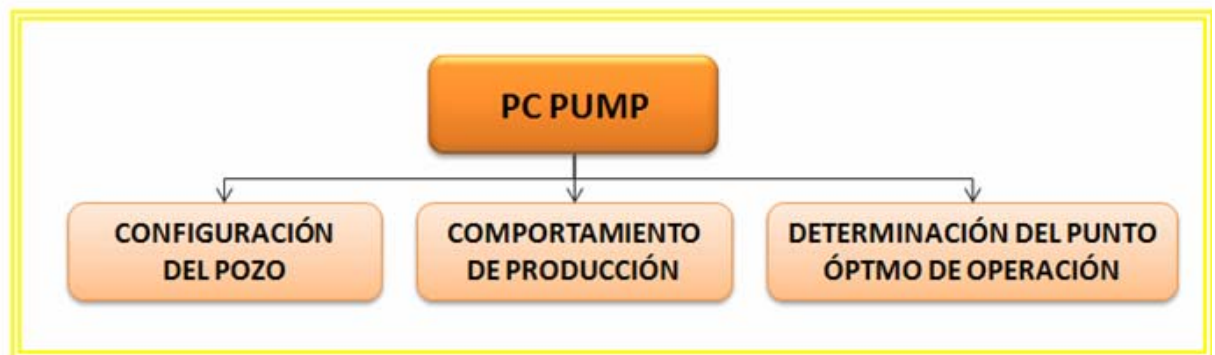 PC PUMP
CONFIGURACIÓN
DEL POZO
COMPORTAMIENTO
DE PRODUCCIÓN
DETERMINACIÓN DEL PUNTO
ÓPTMO DE OPERACIÓN